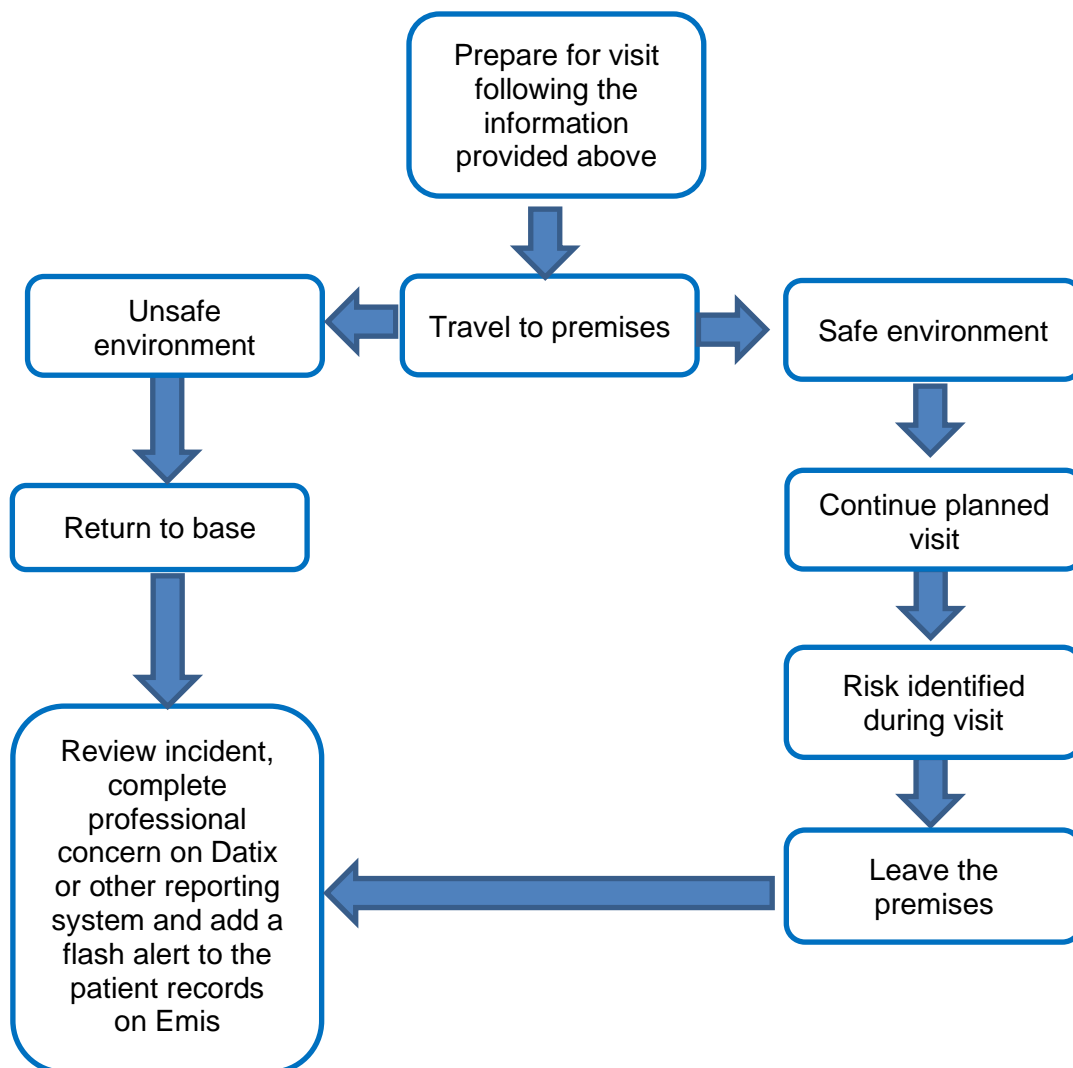 Prepare for visit
following the
information
provided above
Unsafe
environment
Travel to premises
Safe environment
Return to base
Continue planned
visit
Risk identified
during visit
Review incident,
complete
professional
concern on Datix
or other reporting
system and add a
flash alert to the
patient records
on Emis
Leave the
premises